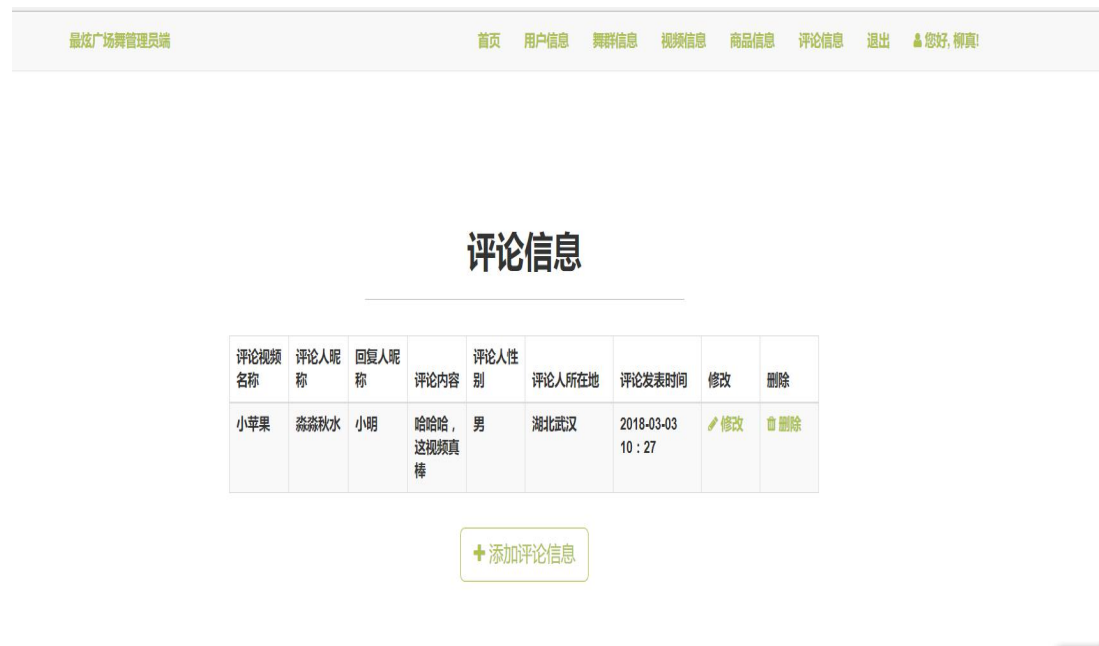 最炫广场舞管理员端 首页 用户信息 舞群信息 视频信息 商品信息 评论信息 退出 您好, 柳真!
评论信息
评论视频名称 评论人昵称 回复人昵称 评论内容 评论人性别 评论人所在地 评论发表时间 修改 删除
小苹果 淼淼秋水 小明 哈哈哈，这视频真棒 男 湖北武汉 2018-03-03 10：27 修改 删除
添加评论信息